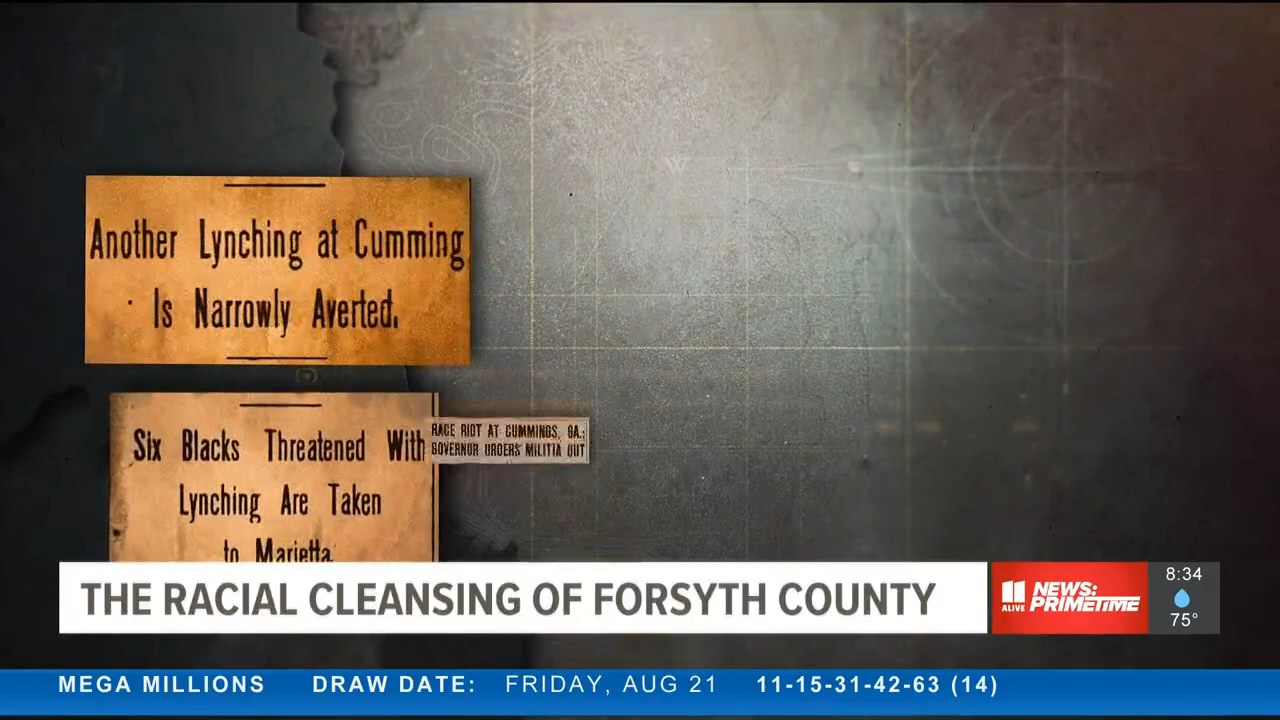 Another Lynching at Cumming
Is Narrowly Averted.
Six Blacks Threatened With
Lynching Are Taken
to Marietta
RACE RIOT AT CUMMINGS, GA.;
GOVERNOR ORDERS MILITIA OUT
THE RACIAL CLEANSING OF FORSYTH COUNTY
11 ALIVE NEWS: PRIMETIME
8:34
75°
MEGA MILLIONS DRAW DATE: FRIDAY, AUG 21 11-15-31-42-63 (14)